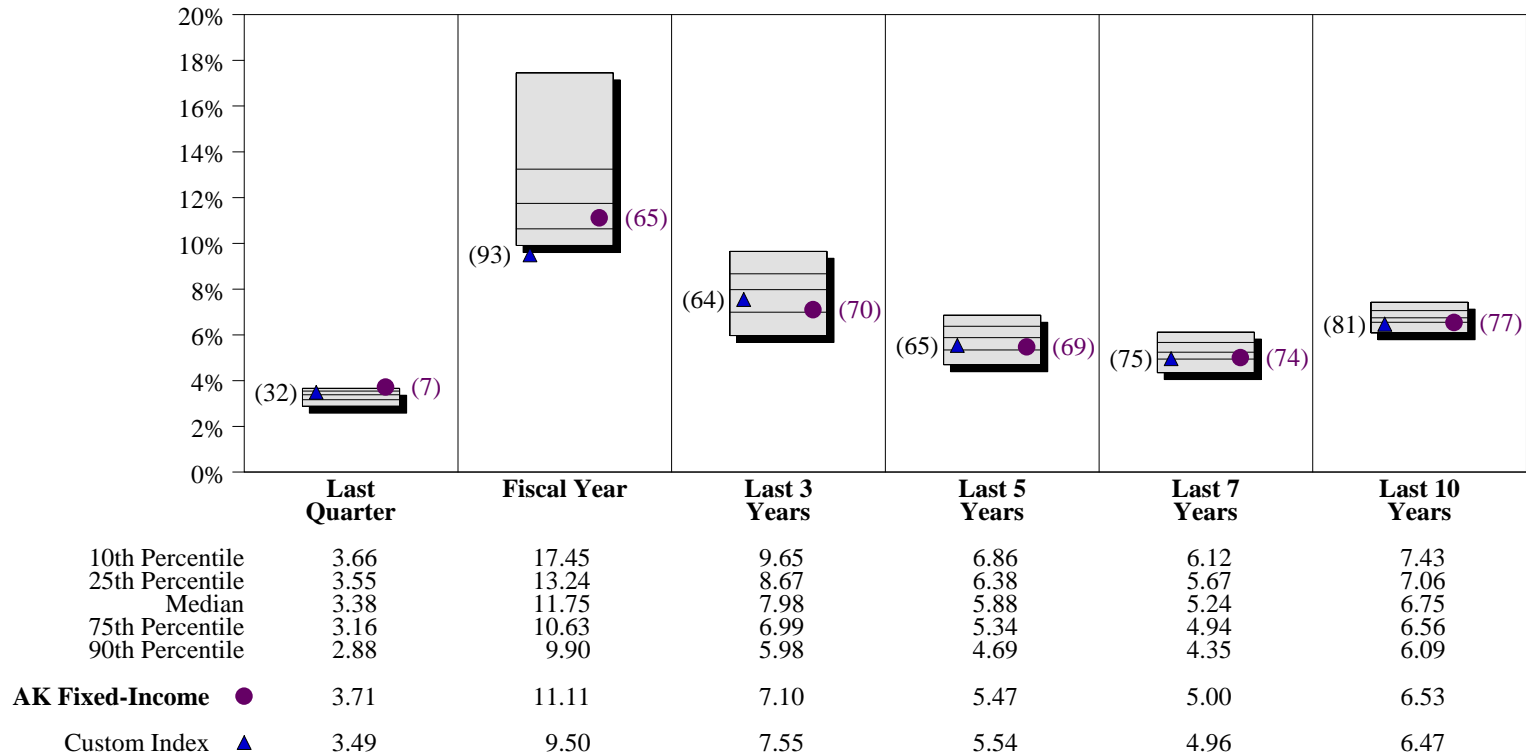 20%
18%
16%
14%
12%
10%
8%
6%
4%
2%
0%
(32) (7)
(93) (65)
(64) (70)
(65) (69)
(75) (74)
(81) (77)
Last Fiscal Year Last 3 Last 5 Last 7 Last 10
Quarter Years Years Years Years
10th Percentile 3.66 17.45 9.65 6.86 6.12 7.43
25th Percentile 3.55 13.24 8.67 6.38 5.67 7.06
Median 3.38 11.75 7.98 5.88 5.24 6.75
75th Percentile 3.16 10.63 6.99 5.34 4.94 6.56
90th Percentile 2.88 9.90 5.98 4.69 4.35 6.09
AK Fixed-Income 3.71 11.11 7.10 5.47 5.00 6.53
Custom Index 3.49 9.50 7.55 5.54 4.96 6.47